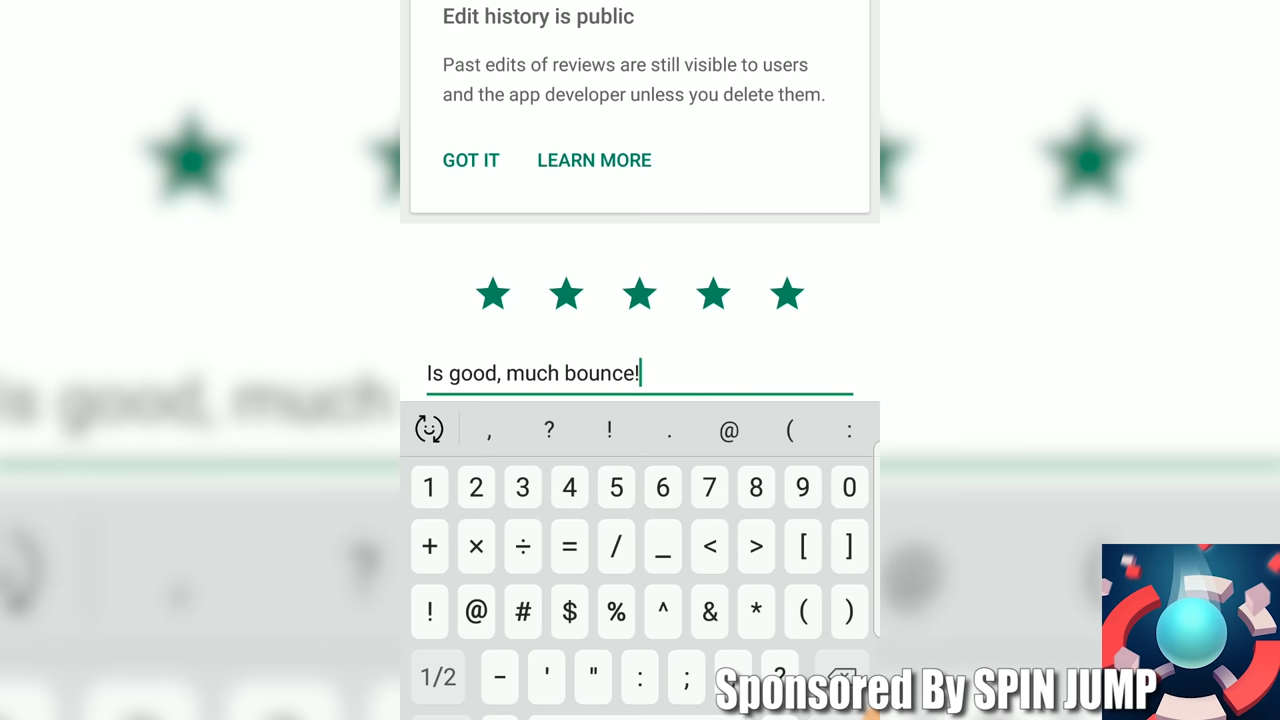 Edit history is public
Past edits of reviews are still visible to users
and the app developer unless you delete them.
GOT IT LEARN MORE
Is good, much bounce!
, ? ! . @ ( :
1 2 3 4 5 6 7 8 9 0
+ × ÷ = / _ < > [ ]
! @ # $ % ^ & * ( )
1/2 - ' " : ; , ?
Sponsored By SPIN JUMP